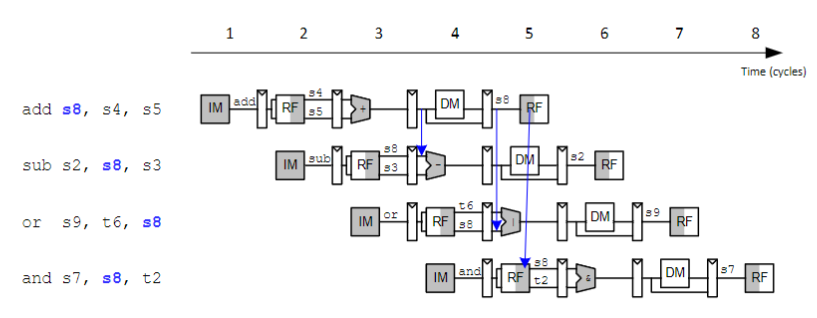 1 2 3 4 5 6 7 8
Time (cycles)
add s8, s4, s5 IM add RF s4 s5 + DM s8 RF
sub s2, s8, s3 IM sub RF s8 s3 - DM s2 RF
or s9, t6, s8 IM or RF t6 s8 | DM s9 RF
and s7, s8, t2 IM and RF s8 t2 & DM s7 RF